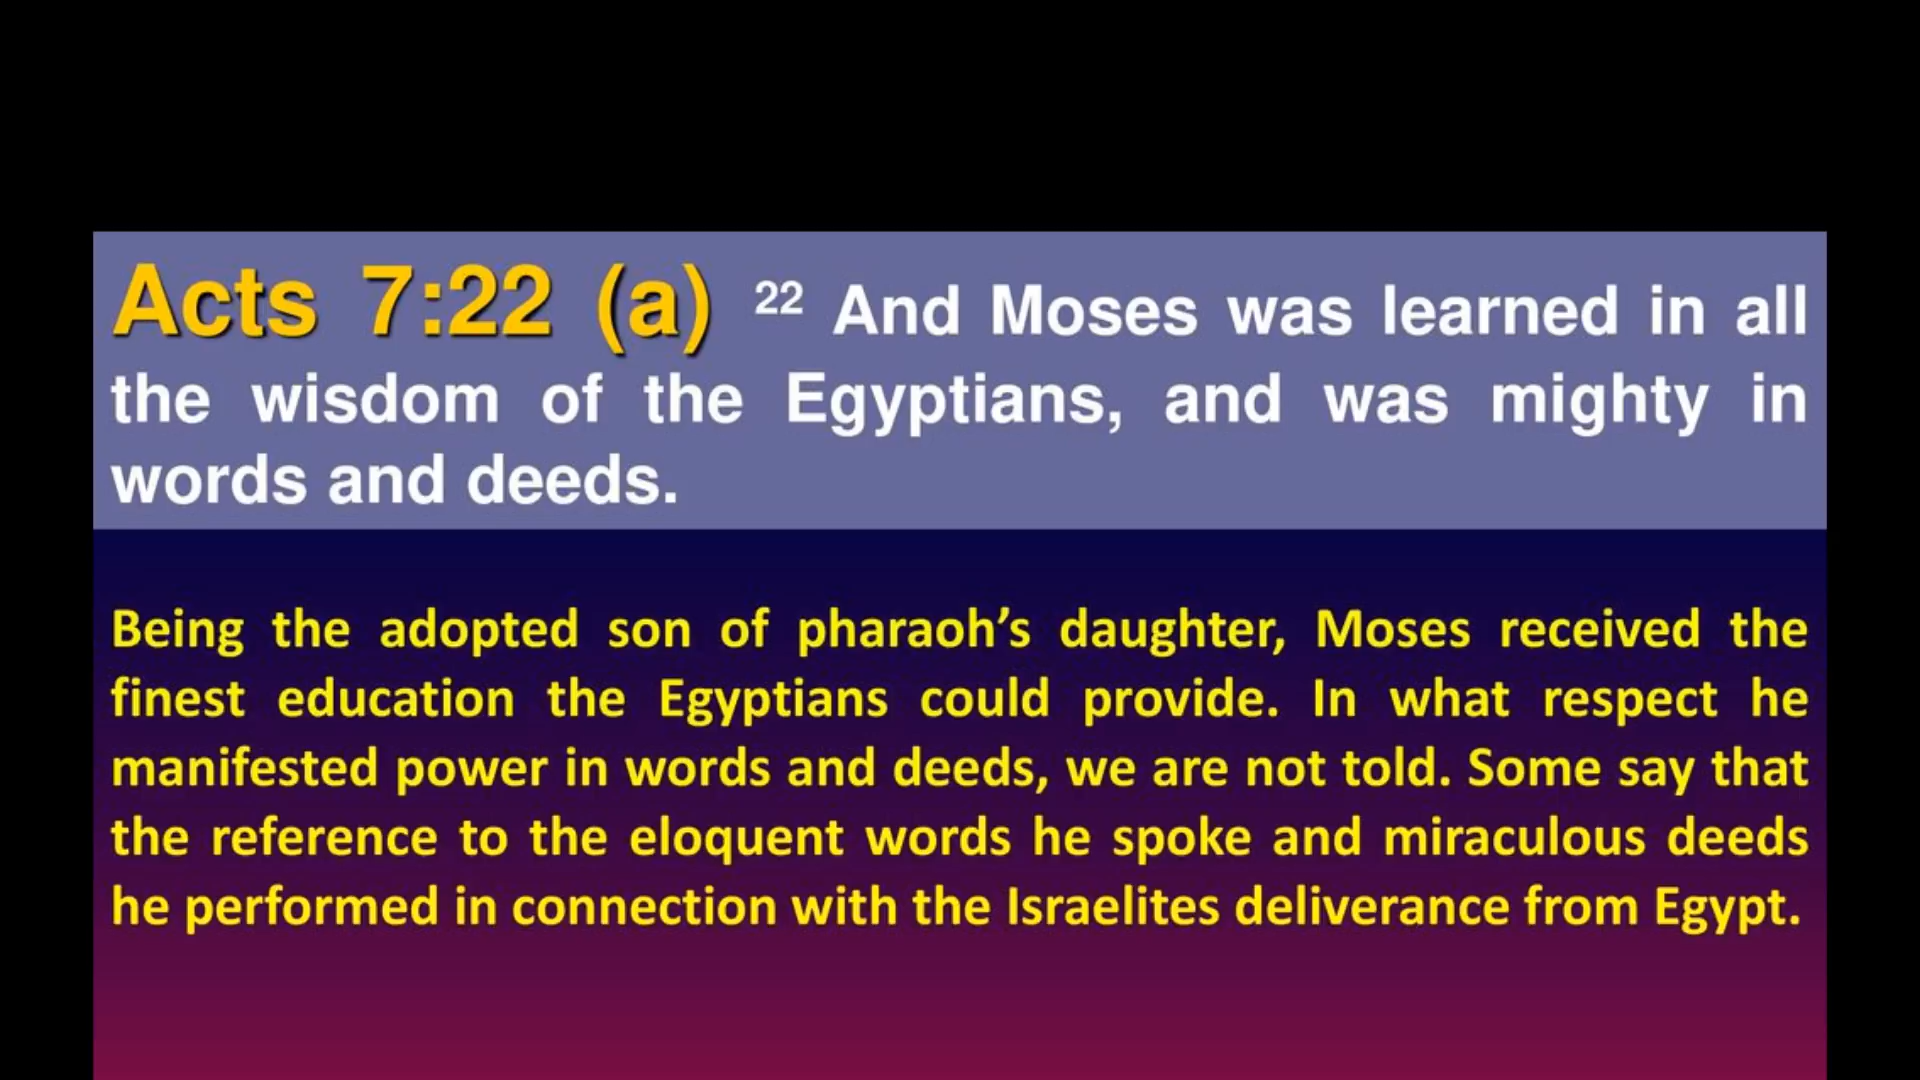 Acts 7:22 (a) 22 And Moses was learned in all
the wisdom of the Egyptians, and was mighty in
words and deeds.
Being the adopted son of pharaoh’s daughter, Moses received the
finest education the Egyptians could provide. In what respect he
manifested power in words and deeds, we are not told. Some say that
the reference to the eloquent words he spoke and miraculous deeds
he performed in connection with the Israelites deliverance from Egypt.